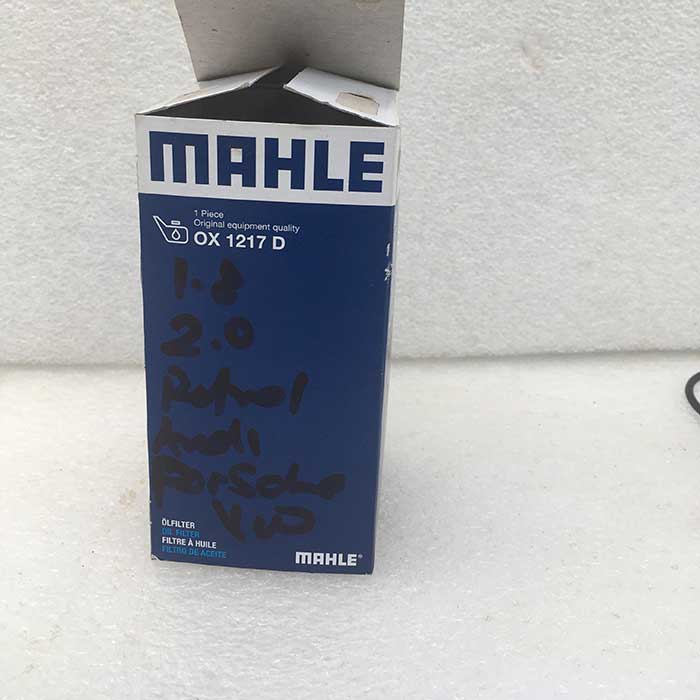 MAHLE
1 Piece
Original equipment quality
OX 1217 D
1.8
2.0
Petrol
Audi
Porsche
VW
ÖLFILTER
OIL FILTER
FILTRE À HUILE
FILTRO DE ACEITE
MAHLE®